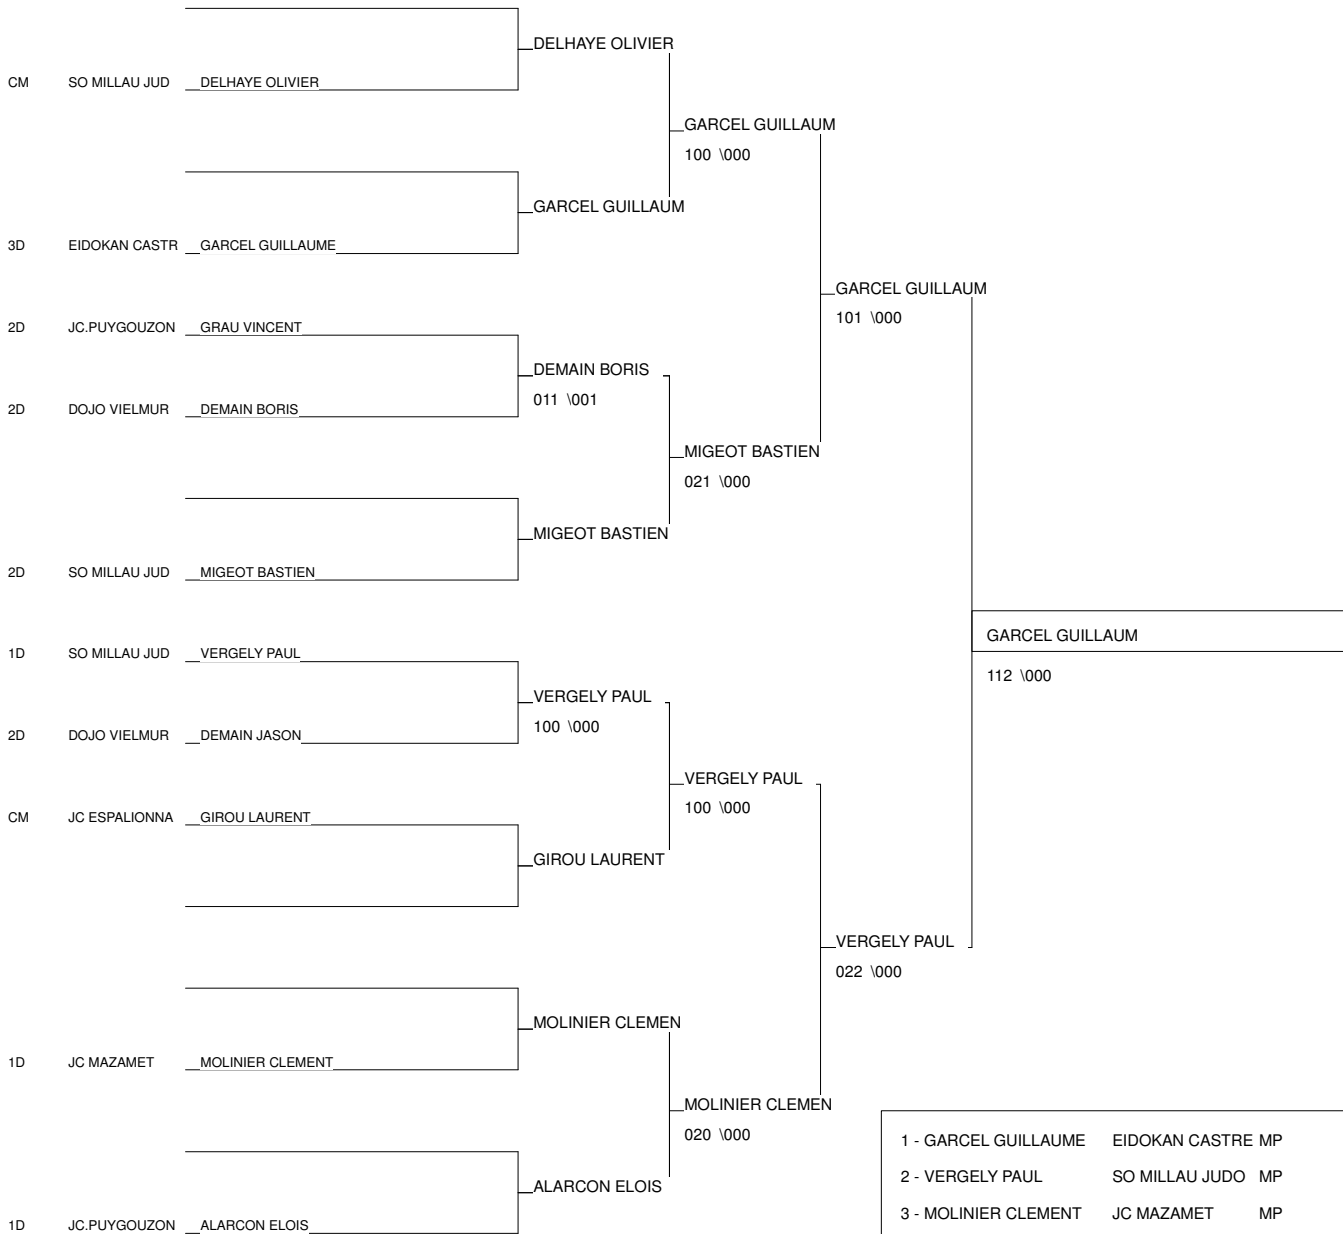 DELHAYE OLIVIER
CM SO MILLAU JUD DELHAYE OLIVIER
GARCEL GUILLAUM
100 \000
GARCEL GUILLAUM
3D EIDOKAN CASTR GARCEL GUILLAUME
GARCEL GUILLAUM
101 \000
2D JC.PUYGOUZON GRAU VINCENT
DEMAIN BORIS
011 \001
2D DOJO VIELMUR DEMAIN BORIS
MIGEOT BASTIEN
021 \000
MIGEOT BASTIEN
2D SO MILLAU JUD MIGEOT BASTIEN
GARCEL GUILLAUM
112 \000
1D SO MILLAU JUD VERGELY PAUL
VERGELY PAUL
100 \000
2D DOJO VIELMUR DEMAIN JASON
VERGELY PAUL
100 \000
CM JC ESPALIONNA GIROU LAURENT
GIROU LAURENT
VERGELY PAUL
022 \000
MOLINIER CLEMEN
1D JC MAZAMET MOLINIER CLEMENT
MOLINIER CLEMEN
020 \000
ALARCON ELOIS
1D JC.PUYGOUZON ALARCON ELOIS
1 - GARCEL GUILLAUME EIDOKAN CASTRE MP
2 - VERGELY PAUL SO MILLAU JUDO MP
3 - MOLINIER CLEMENT JC MAZAMET MP